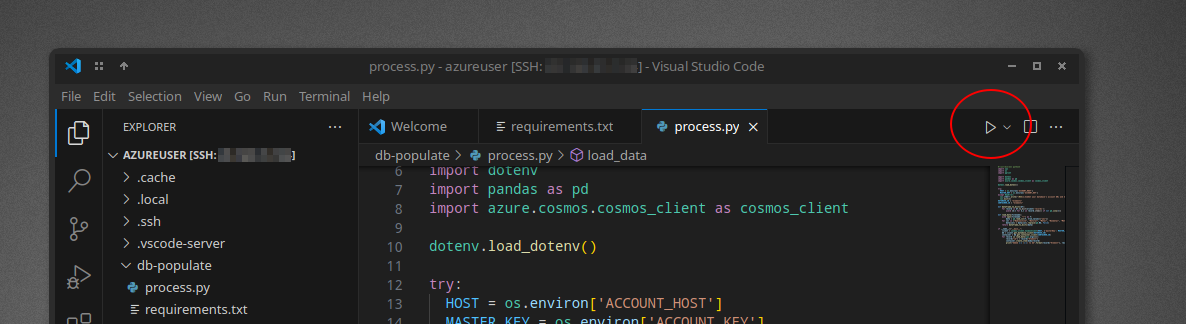 process.py - azureuser [SSH: ] - Visual Studio Code
File Edit Selection View Go Run Terminal Help
EXPLORER
AZUREUSER [SSH: ]
.cache
.local
.ssh
.vscode-server
db-populate
process.py
requirements.txt
Welcome requirements.txt process.py
db-populate > process.py > load_data
6 import dotenv
7 import pandas as pd
8 import azure.cosmos.cosmos_client as cosmos_client
9
10 dotenv.load_dotenv()
11
12 try:
13 HOST = os.environ['ACCOUNT_HOST']
14 MASTER_KEY = os.environ['ACCOUNT_KEY']